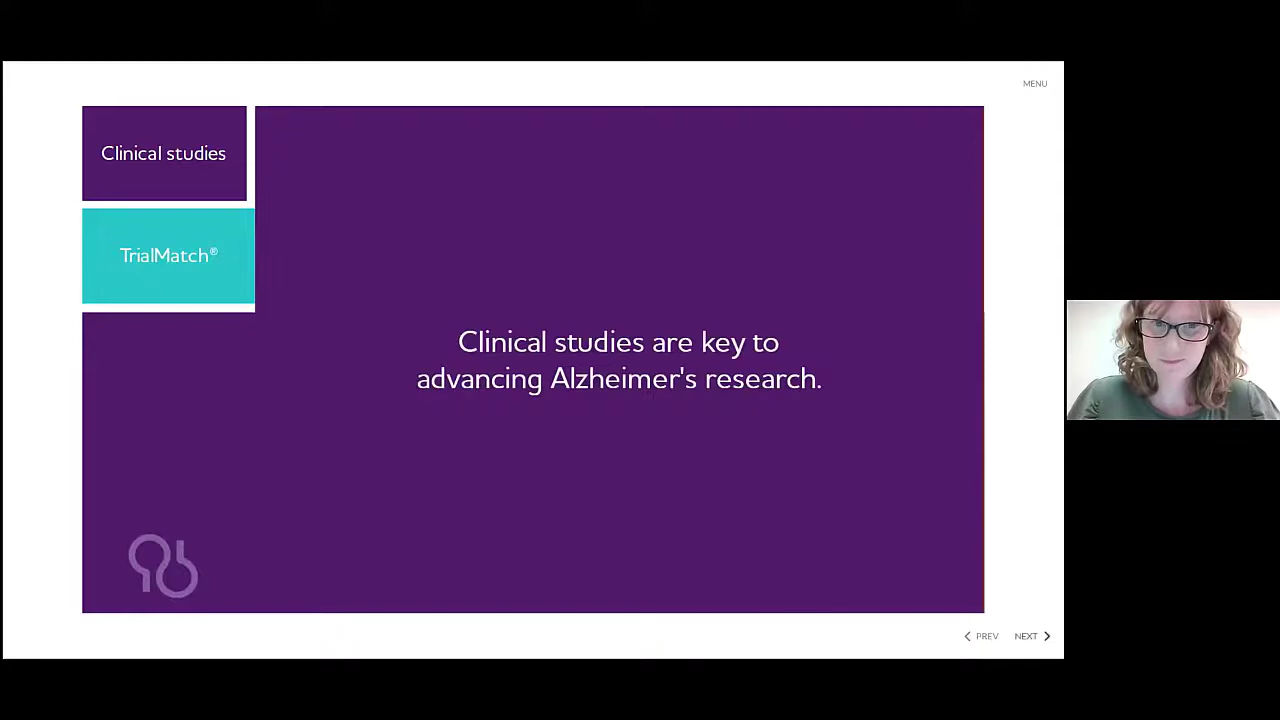 MENU
Clinical studies
TrialMatch®
Clinical studies are key to
advancing Alzheimer's research.
PREV
NEXT